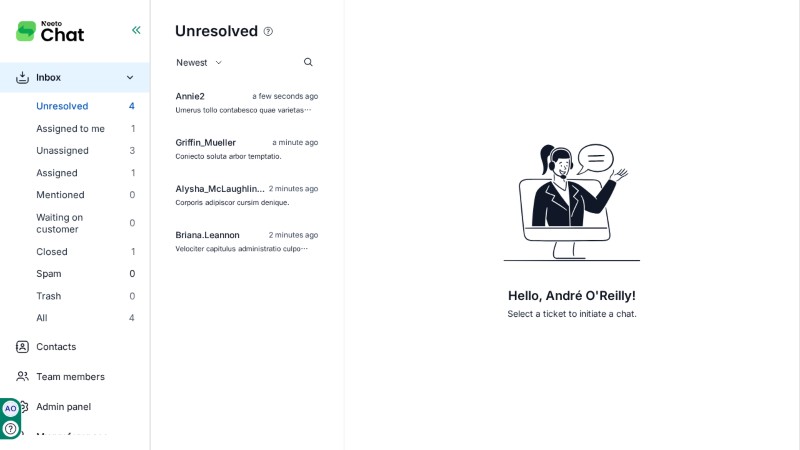 Neeto
Chat
Inbox
Unresolved 4
Assigned to me 1
Unassigned 3
Assigned 1
Mentioned 0
Waiting on
customer 0
Closed 1
Spam 0
Trash 0
All 4
Contacts
Team members
Admin panel
AO
Unresolved
Newest
Annie2 a few seconds ago
Umerus tollo contabesco quae varietas...
Griffin_Mueller a minute ago
Coniecto soluta arbor temptatio.
Alysha_McLaughlin... 2 minutes ago
Corporis adipiscor cursim denique.
Briana.Leannon 2 minutes ago
Velociter capitulus administratio culpo...
Hello, André O'Reilly!
Select a ticket to initiate a chat.